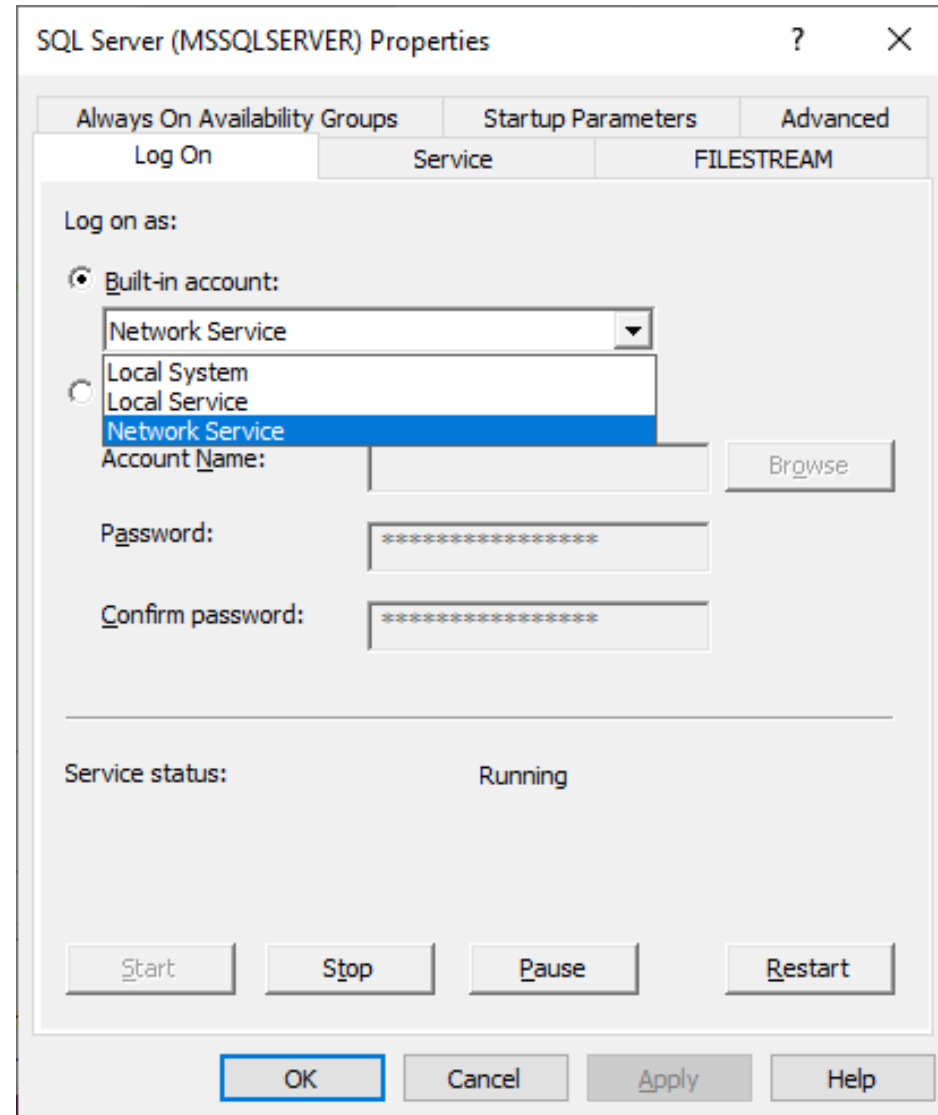 SQL Server (MSSQLSERVER) Properties ? ×
Always On Availability Groups Startup Parameters Advanced
Log On Service FILESTREAM
Log on as:
Built-in account:
Network Service
Local System
Local Service
Network Service
Account Name: Browse
Password: ****************
Confirm password: ****************
Service status: Running
Start Stop Pause Restart
OK Cancel Apply Help